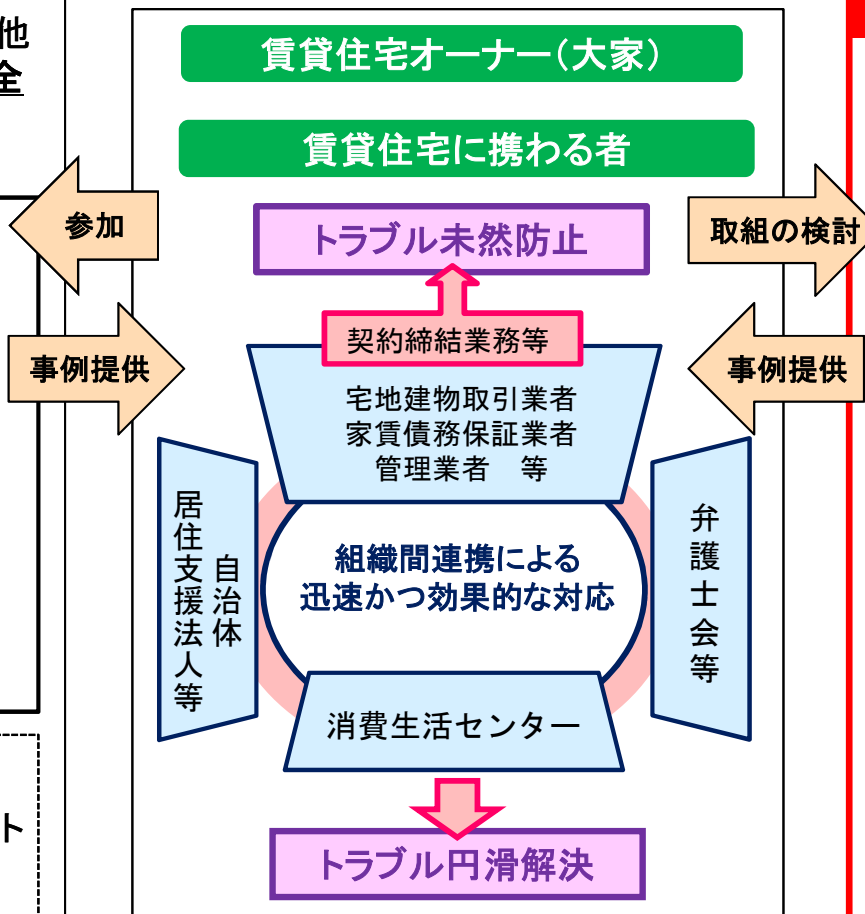 他
全
賃貸住宅オーナー（大家）
賃貸住宅に携わる者
参加
トラブル未然防止
取組の検討
事例提供
契約締結業務等
事例提供
宅地建物取引業者
家賃債務保証業者
管理業者　等
自治体
居住支援法人等
組織間連携による
迅速かつ効果的な対応
弁護士会等
消費生活センター
ト
トラブル円滑解決